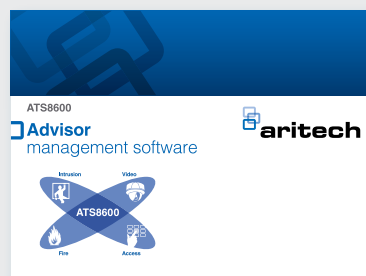 ATS8600
Advisor
management software
aritech
Intrusion
Video
ATS8600
Fire
Access